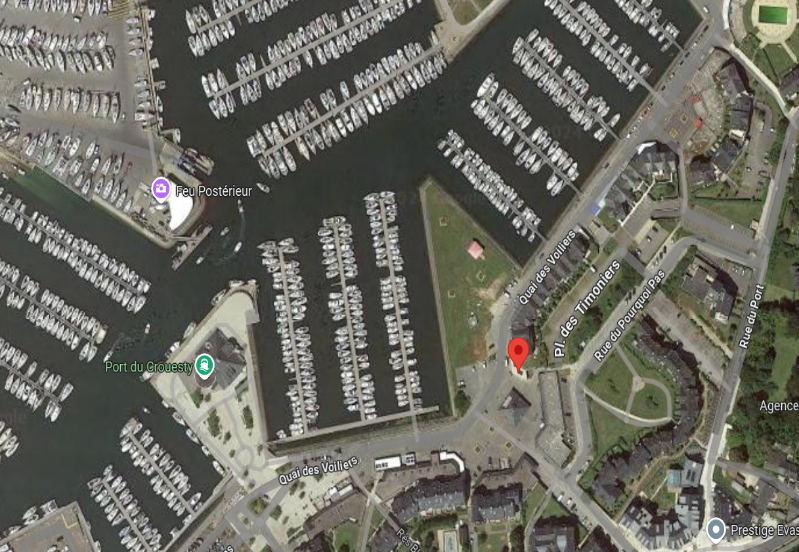 Feu Postérieur
Quai des Voiliers
Pl. des Timoniers
Rue du Pourquoi Pas
Rue du Port
Port du Crouesty
Agence
Quai des Voiliers
Prestige Evas